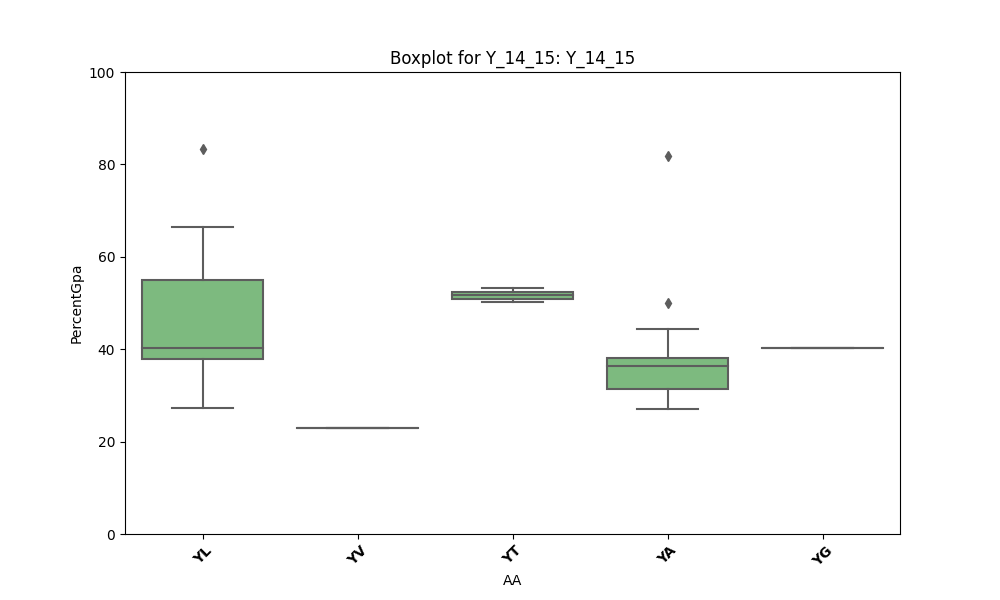 Boxplot for Y_14_15: Y_14_15
100
80
60
40
20
0
PercentGpa
YL
YV
YT
YA
YG
AA